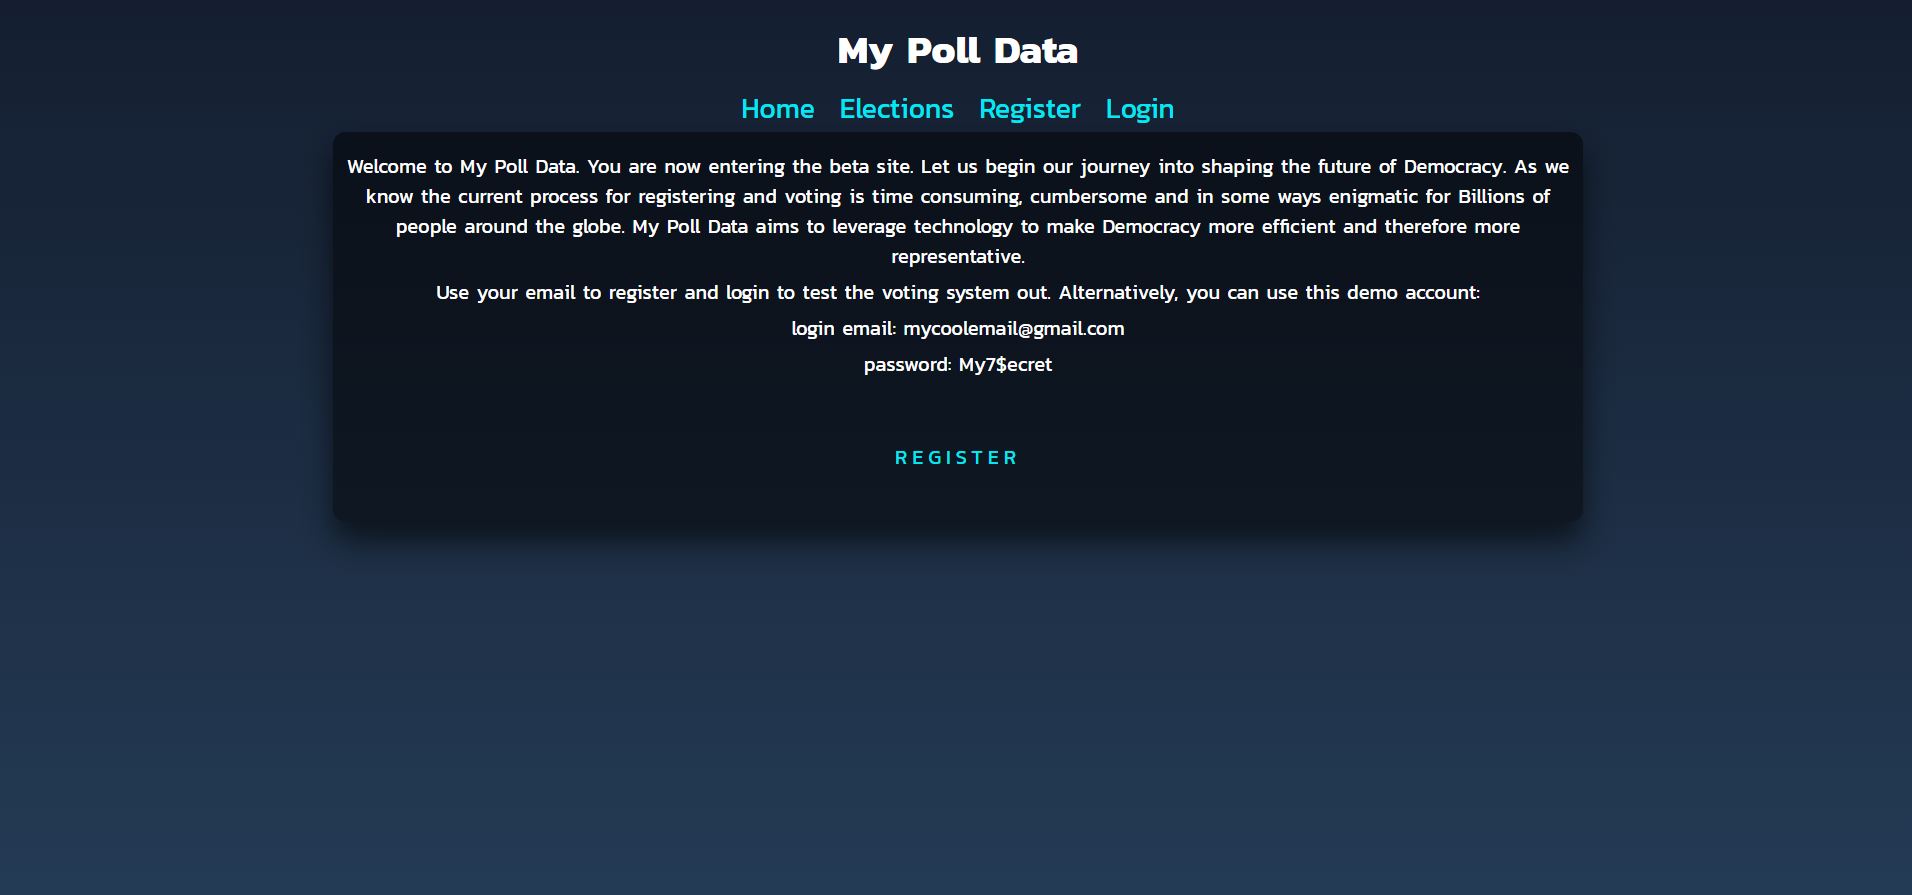 My Poll Data
Home Elections Register Login
Welcome to My Poll Data. You are now entering the beta site. Let us begin our journey into shaping the future of Democracy. As we
know the current process for registering and voting is time consuming, cumbersome and in some ways enigmatic for Billions of
people around the globe. My Poll Data aims to leverage technology to make Democracy more efficient and therefore more
representative.
Use your email to register and login to test the voting system out. Alternatively, you can use this demo account:
login email: mycoolemail@gmail.com
password: My7$ecret
REGISTER